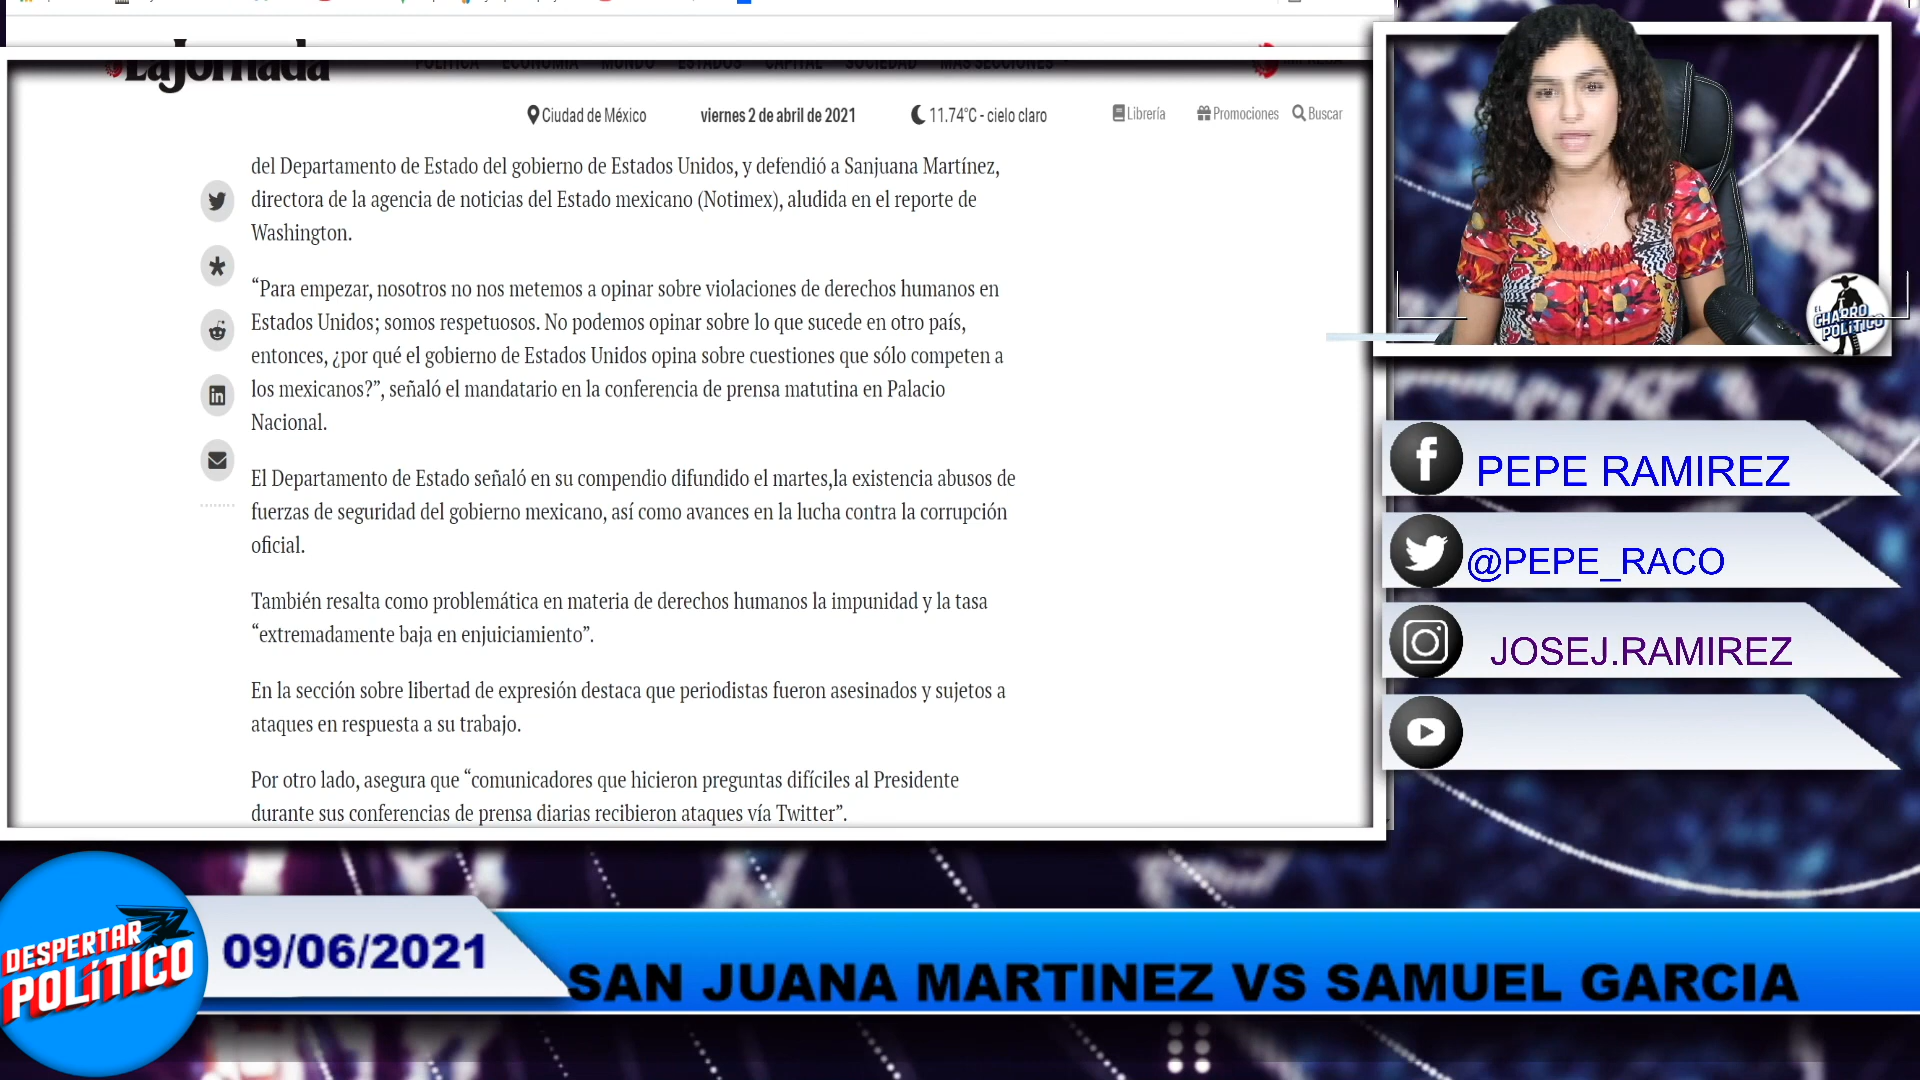 La Jornada
POLÍTICA ECONOMÍA MUNDO ESTADOS CAPITAL SOCIEDAD MÁS SECCIONES
Ciudad de México viernes 2 de abril de 2021 11.74°C - cielo claro Librería Promociones Buscar
del Departamento de Estado del gobierno de Estados Unidos, y defendió a Sanjuana Martínez,
directora de la agencia de noticias del Estado mexicano (Notimex), aludida en el reporte de
Washington.
“Para empezar, nosotros no nos metemos a opinar sobre violaciones de derechos humanos en
Estados Unidos; somos respetuosos. No podemos opinar sobre lo que sucede en otro país,
entonces, ¿por qué el gobierno de Estados Unidos opina sobre cuestiones que sólo competen a
los mexicanos?”, señaló el mandatario en la conferencia de prensa matutina en Palacio
Nacional.
El Departamento de Estado señaló en su compendio difundido el martes,la existencia abusos de
fuerzas de seguridad del gobierno mexicano, así como avances en la lucha contra la corrupción
oficial.
También resalta como problemática en materia de derechos humanos la impunidad y la tasa
“extremadamente baja en enjuiciamiento”.
En la sección sobre libertad de expresión destaca que periodistas fueron asesinados y sujetos a
ataques en respuesta a su trabajo.
Por otro lado, asegura que “comunicadores que hicieron preguntas difíciles al Presidente
durante sus conferencias de prensa diarias recibieron ataques vía Twitter”.
EL CHARRO
POLÍTICO
PEPE RAMIREZ
@PEPE_RACO
JOSEJ.RAMIREZ
DESPERTAR
POLÍTICO
09/06/2021
SAN JUANA MARTINEZ VS SAMUEL GARCIA